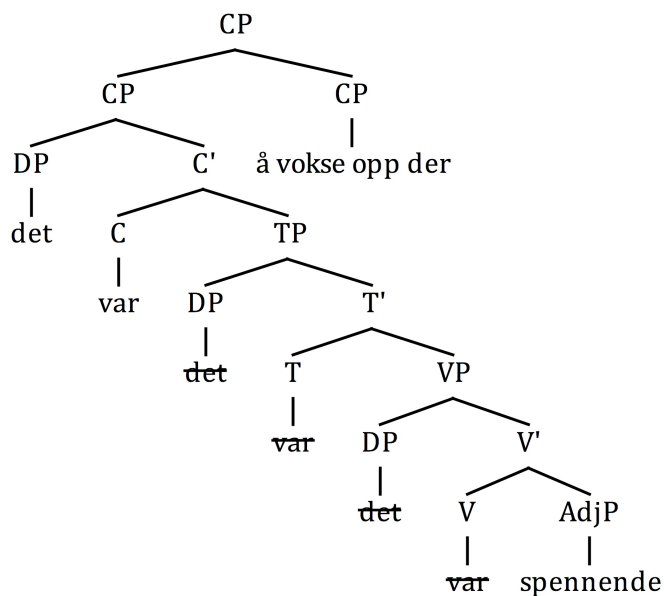 CP
CP CP
DP C' å vokse opp der
det C TP
var DP T'
det T VP
var DP V'
det V AdjP
var spennende